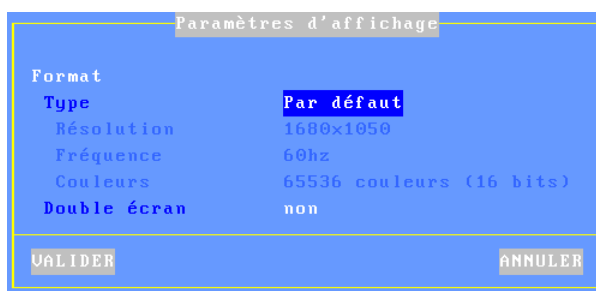 Paramètres d'affichage
Format
Type Par défaut
Résolution 1680x1050
Fréquence 60hz
Couleurs 65536 couleurs (16 bits)
Double écran non
VALIDER ANNULER